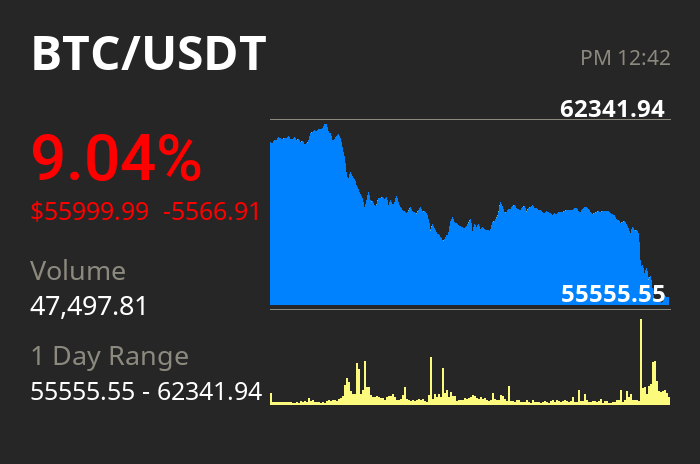 BTC/USDT
PM 12:42
62341.94
9.04%
$55999.99 -5566.91
Volume
47,497.81
55555.55
1 Day Range
55555.55 - 62341.94